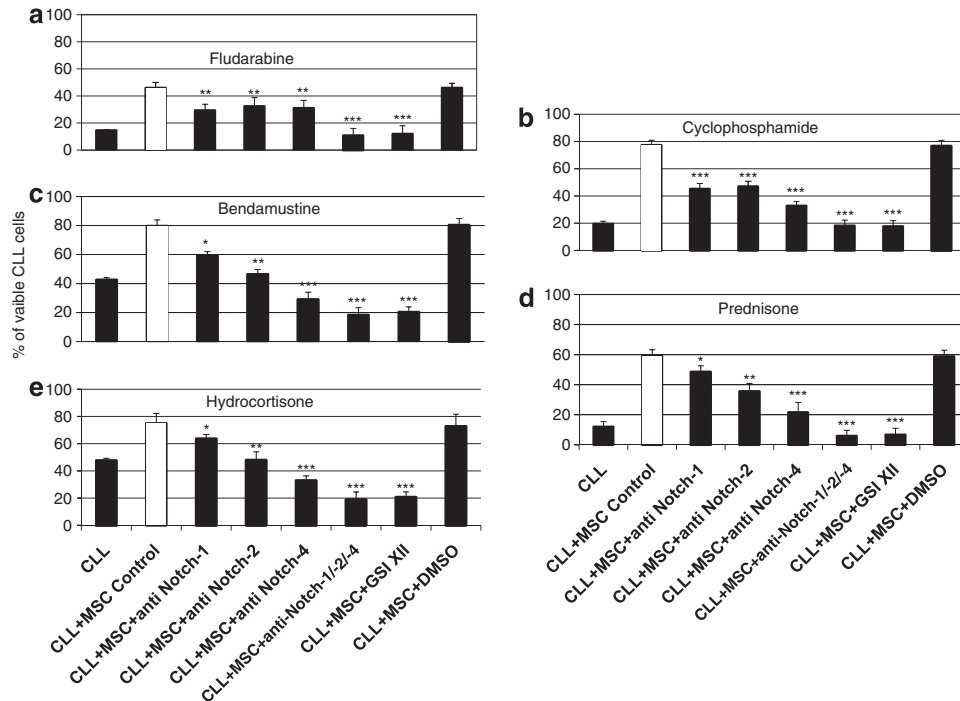 a
100
80
60
40
20
0
Fludarabine
** ** ** *** ***
b
100
80
60
40
20
0
Cyclophosphamide
*** *** *** *** ***
c
100
80
60
40
20
0
Bendamustine
* ** *** *** ***
% of vaible CLL cells
d
100
80
60
40
20
0
Prednisone
* ** *** *** ***
e
100
80
60
40
20
0
Hydrocortisone
* ** *** *** ***
CLL
CLL+MSC Control
CLL+MSC+anti Notch-1
CLL+MSC+anti Notch-2
CLL+MSC+anti Notch-4
CLL+MSC+anti-Notch-1/-2/-4
CLL+MSC+GSI XII
CLL+MSC+DMSO
CLL
CLL+MSC Control
CLL+MSC+anti Notch-1
CLL+MSC+anti Notch-2
CLL+MSC+anti Notch-4
CLL+MSC+anti-Notch-1/-2/-4
CLL+MSC+GSI XII
CLL+MSC+DMSO